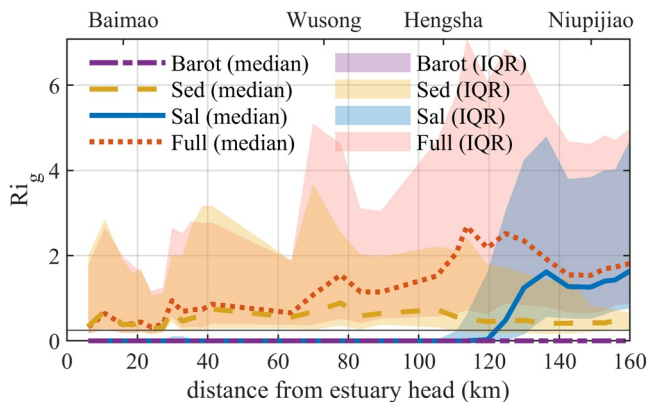 Baimao Wusong Hengsha Niupijiao
Barot (median) Barot (IQR)
Sed (median) Sed (IQR)
Sal (median) Sal (IQR)
Full (median) Full (IQR)
Ri_g
6
4
2
0
0 20 40 60 80 100 120 140 160
distance from estuary head (km)